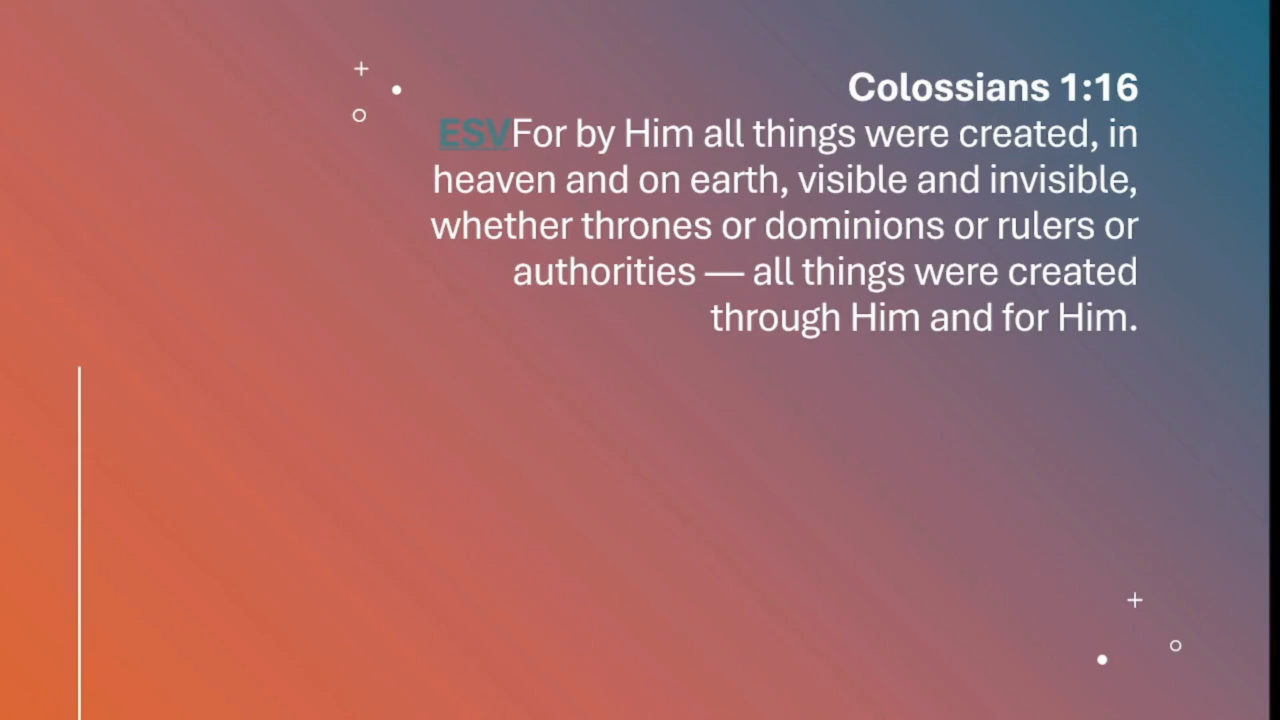 Colossians 1:16
ESVFor by Him all things were created, in
heaven and on earth, visible and invisible,
whether thrones or dominions or rulers or
authorities — all things were created
through Him and for Him.